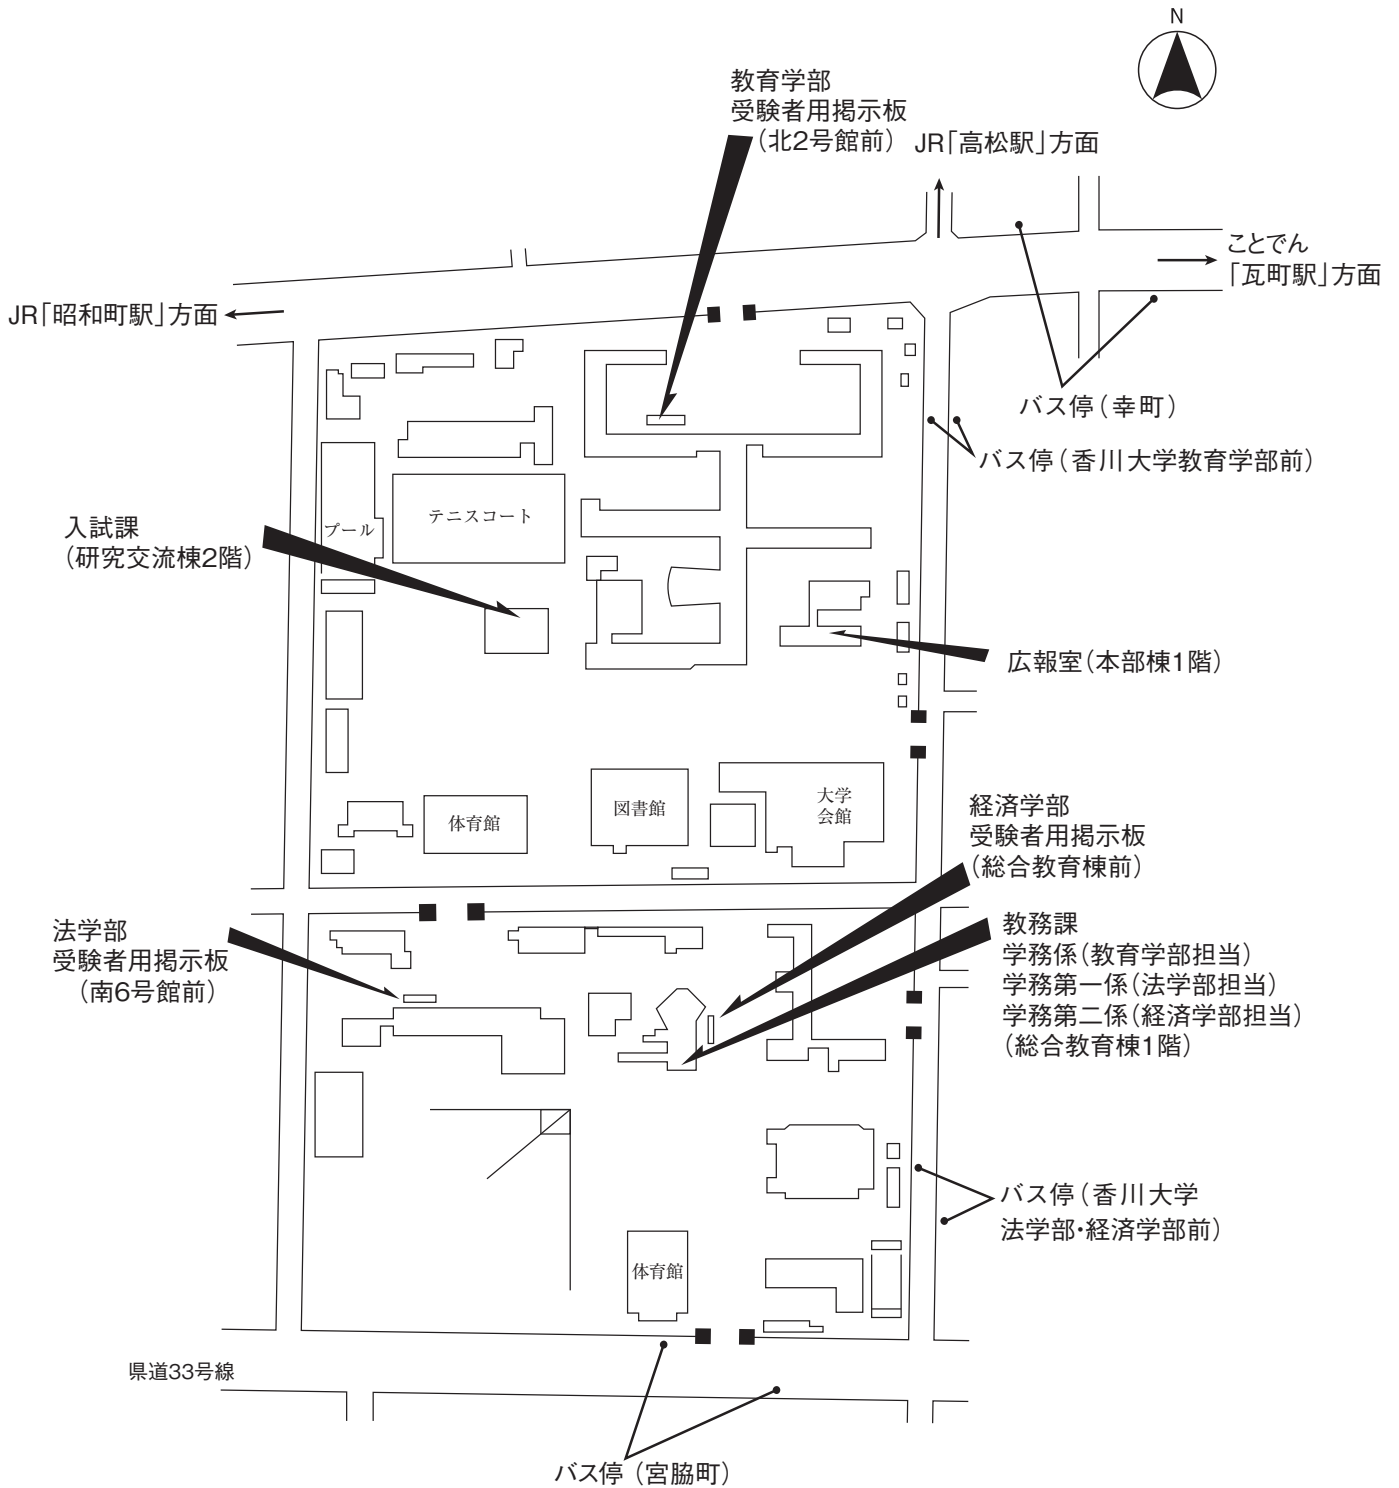 N
教育学部
受験者用掲示板
（北2号館前）
JR「高松駅」方面
ことでん
「瓦町駅」方面
JR「昭和町駅」方面
バス停（幸町）
バス停（香川大学教育学部前）
入試課
（研究交流棟2階）
プール
テニスコート
広報室（本部棟1階）
体育館
図書館
大学
会館
経済学部
受験者用掲示板
（総合教育棟前）
法学部
受験者用掲示板
（南6号館前）
教務課
学務係（教育学部担当）
学務第一係（法学部担当）
学務第二係（経済学部担当）
（総合教育棟1階）
バス停（香川大学
法学部・経済学部前）
体育館
県道33号線
バス停（宮脇町）